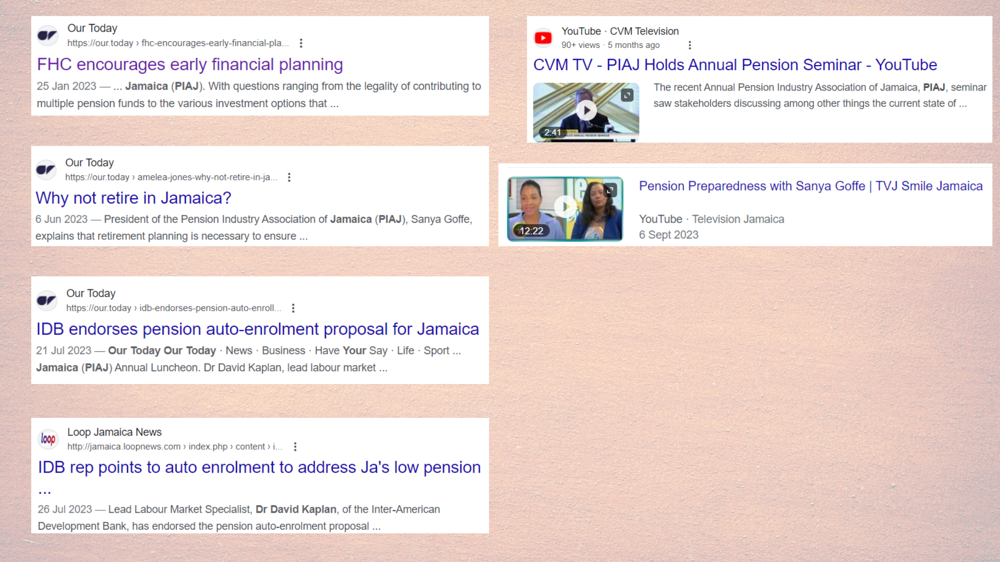 Our Today
https://our.today › fhc-encourages-early-financial-pla...
FHC encourages early financial planning
25 Jan 2023 — ... Jamaica (PIAJ). With questions ranging from the legality of contributing to
multiple pension funds to the various investment options that ...
Our Today
https://our.today › amelea-jones-why-not-retire-in-ja...
Why not retire in Jamaica?
6 Jun 2023 — President of the Pension Industry Association of Jamaica (PIAJ), Sanya Goffe,
explains that retirement planning is necessary to ensure ...
Our Today
https://our.today › idb-endorses-pension-auto-enroll...
IDB endorses pension auto-enrolment proposal for Jamaica
21 Jul 2023 — Our Today Our Today · News · Business · Have Your Say · Life · Sport ...
Jamaica (PIAJ) Annual Luncheon. Dr David Kaplan, lead labour market ...
loop
Loop Jamaica News
http://jamaica.loopnews.com › index.php › content › i...
IDB rep points to auto enrolment to address Ja's low pension
...
26 Jul 2023 — Lead Labour Market Specialist, Dr David Kaplan, of the Inter-American
Development Bank, has endorsed the pension auto-enrolment proposal ...
YouTube · CVM Television
90+ views · 5 months ago
CVM TV - PIAJ Holds Annual Pension Seminar - YouTube
The recent Annual Pension Industry Association of Jamaica, PIAJ, seminar
saw stakeholders discussing among other things the current state of ...
2:41
HOLDS ANNUAL PENSION SEMINAR
Pension Preparedness with Sanya Goffe | TVJ Smile Jamaica
YouTube · Television Jamaica
6 Sept 2023
12:22